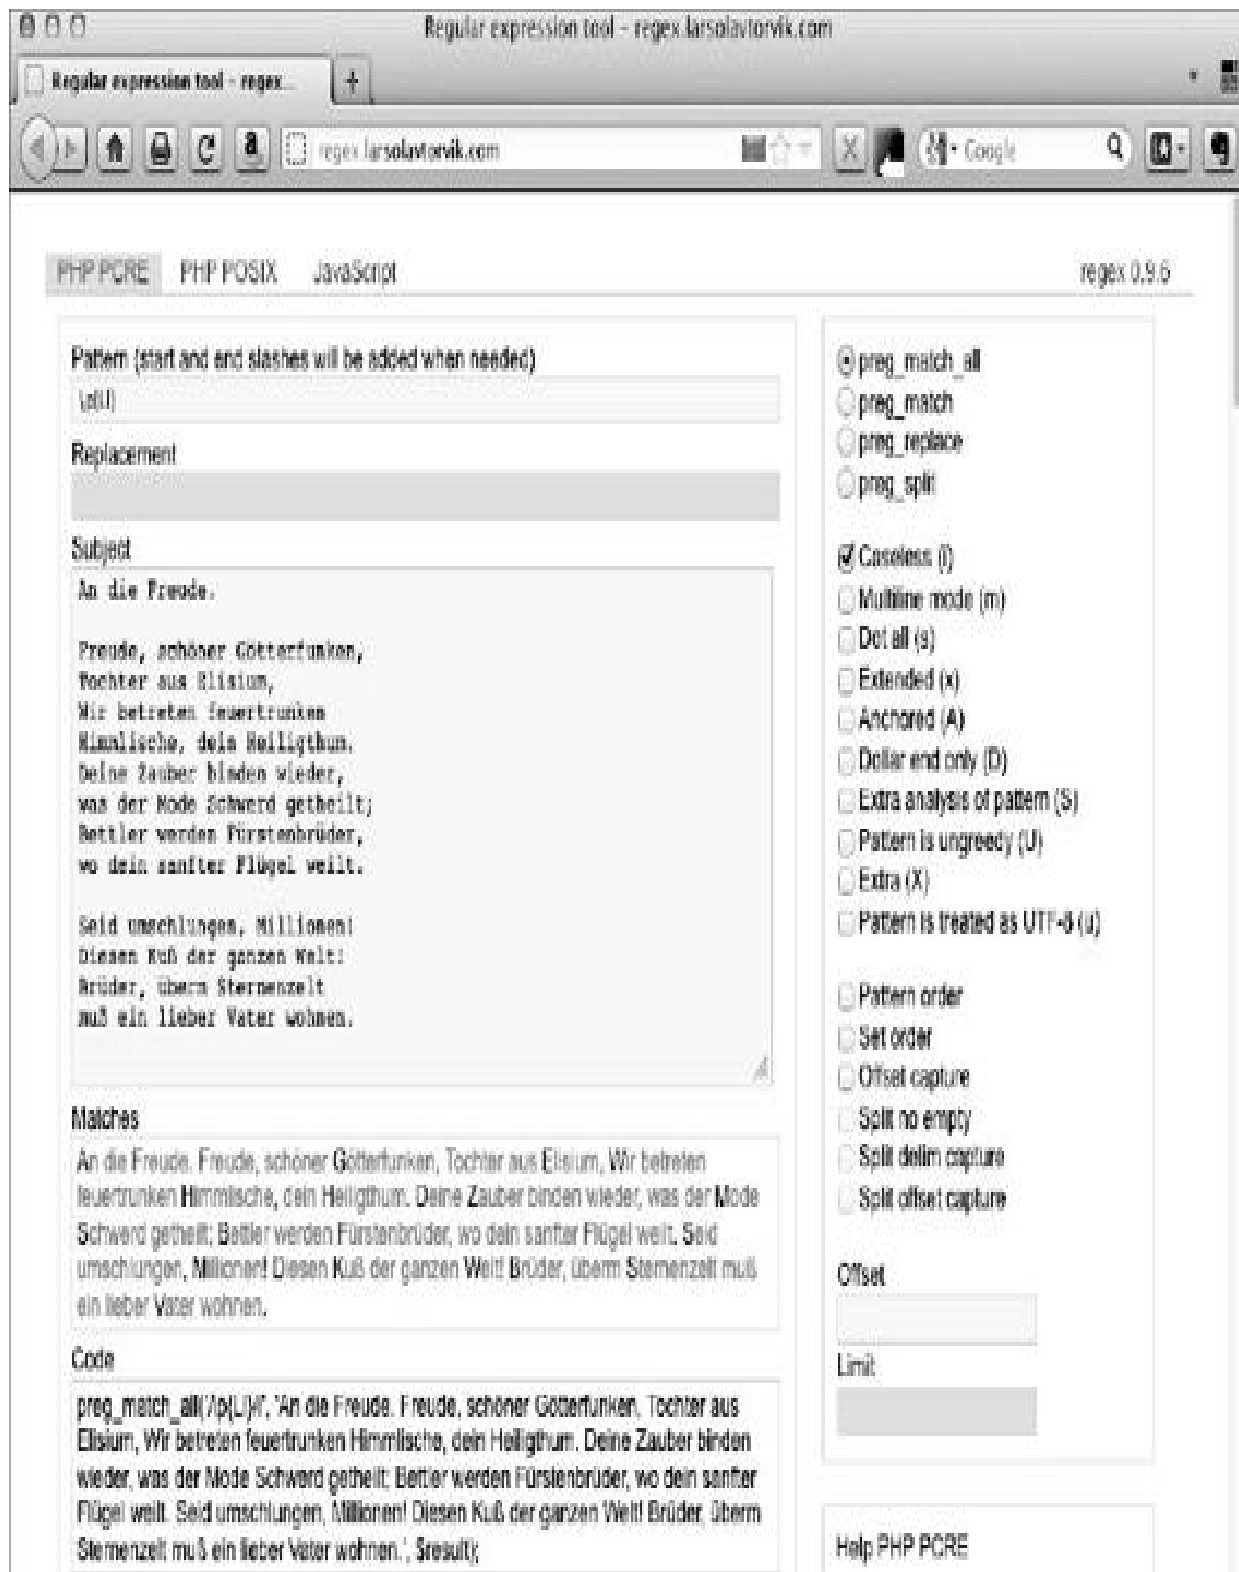 Regular expression tool – regex.larsolavtorvik.com
Regular expression tool – regex...
+
regex.larsolavtorvik.com
Google
PHP PCRE PHP POSIX JavaScript
regex 0.9.6
Pattern (start and end slashes will be added when needed)
Replacement
Subject
An die Freude.
Freude, schöner Götterfunken,
Tochter aus Elisium,
Wir betreten feuertrunken
Himmlische, dein Heiligthum.
Deine Zauber binden wieder,
was der Mode Schwerd getheilt;
Bettler werden Fürstenbrüder,
wo dein sanfter Flügel weilt.
Seid umschlungen, Millionen!
Diesen Kuß der ganzen Welt!
Brüder, überm Sternenzelt
muß ein lieber Vater wohnen.
Matches
An die Freude. Freude, schöner Götterfunken, Tochter aus Elisium, Wir betreten
feuertrunken Himmlische, dein Heiligthum. Deine Zauber binden wieder, was der Mode
Schwerd getheilt; Bettler werden Fürstenbrüder, wo dein sanfter Flügel weilt. Seid
umschlungen, Millionen! Diesen Kuß der ganzen Welt! Brüder, überm Sternenzelt muß
ein lieber Vater wohnen.
Code
'An die Freude. Freude, schöner Götterfunken, Tochter aus
Elisium, Wir betreten feuertrunken Himmlische, dein Heiligthum. Deine Zauber binden
wieder, was der Mode Schwerd getheilt; Bettler werden Fürstenbrüder, wo dein sanfter
Flügel weilt. Seid umschlungen, Millionen! Diesen Kuß der ganzen Welt! Brüder, überm
Sternenzelt muß ein lieber Vater wohnen.', $result);
preg_match_all
preg_match
preg_replace
preg_split
Caseless (i)
Multiline mode (m)
Dot all (s)
Extended (x)
Anchored (A)
Dollar end only (D)
Extra analysis of pattern (S)
Pattern is ungreedy (U)
Extra (X)
Pattern is treated as UTF-8 (u)
Pattern order
Set order
Offset capture
Split no empty
Split delim capture
Split offset capture
Offset
Limit
Help PHP PCRE